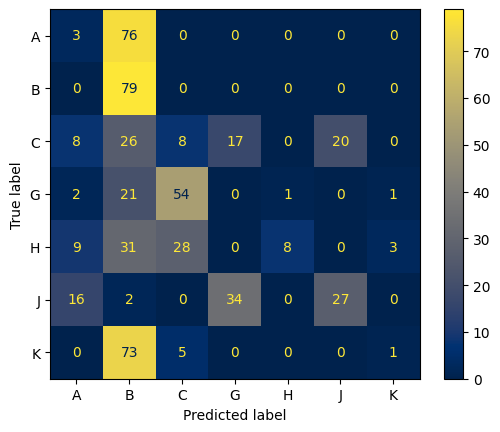 A 3 76 0 0 0 0 0
B 0 79 0 0 0 0 0
C 8 26 8 17 0 20 0
G 2 21 54 0 1 0 1
H 9 31 28 0 8 0 3
J 16 2 0 34 0 27 0
K 0 73 5 0 0 0 1
A B C G H J K
Predicted label
True label
70
60
50
40
30
20
10
0